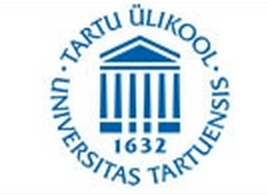 · TARTU ÜLIKOOL ·
UNIVERSITAS TARTUENSIS
1632